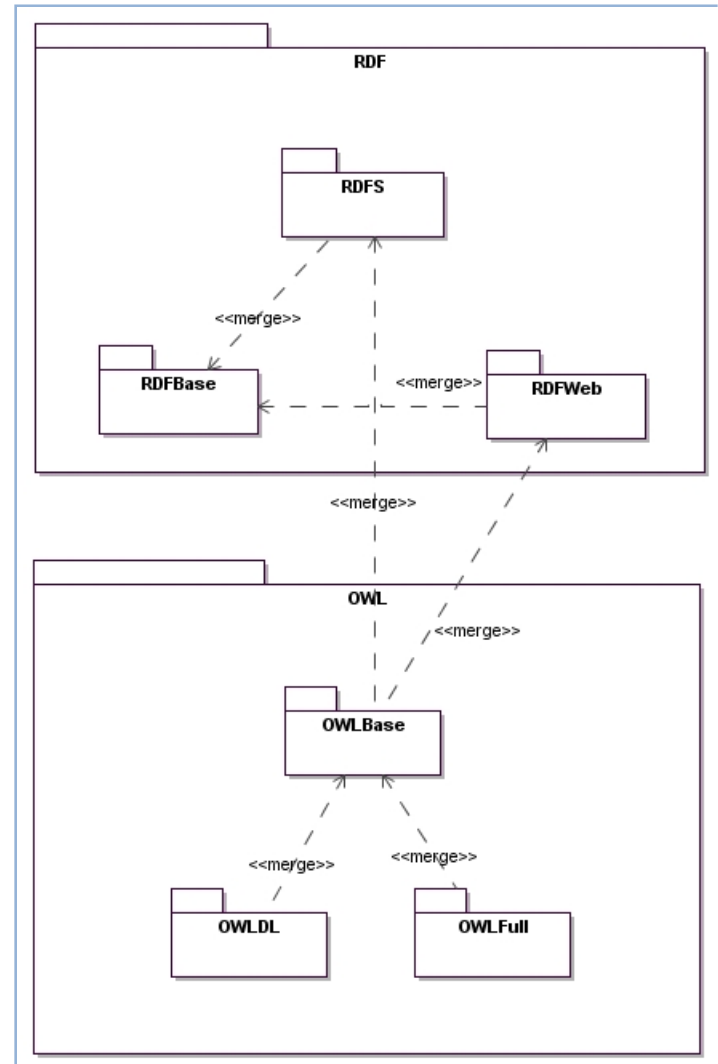 RDF
RDFS
<<merge>>
RDFBase
<<merge>>
RDFWeb
<<merge>>
OWL
<<merge>>
OWLBase
<<merge>>
<<merge>>
OWLDL
OWLFull